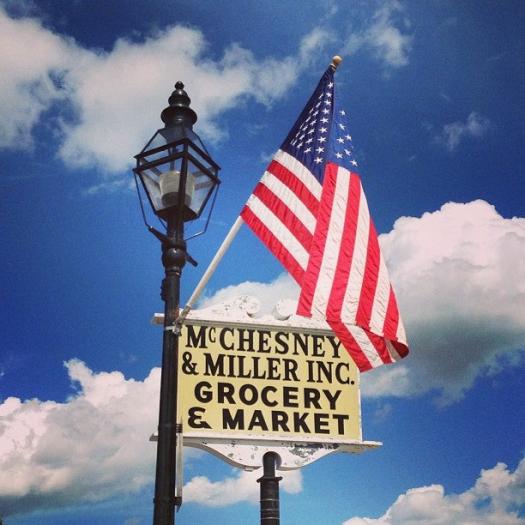 McCHESNEY
& MILLER INC.
GROCERY
& MARKET